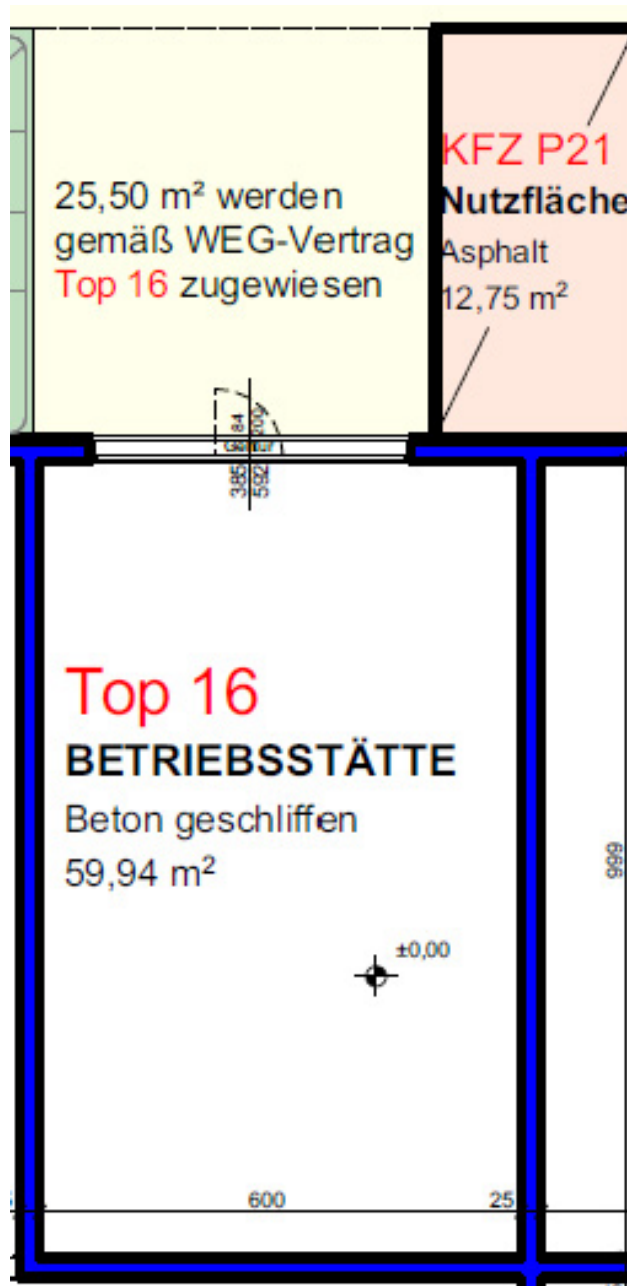 25,50 m² werden
gemäß WEG-Vertrag
Top 16 zugewiesen
KFZ P21
Nutzfläche
Asphalt
12,75 m²
84
200
385
592
Top 16
BETRIEBSSTÄTTE
Beton geschliffen
59,94 m²
±0,00
999
600
25